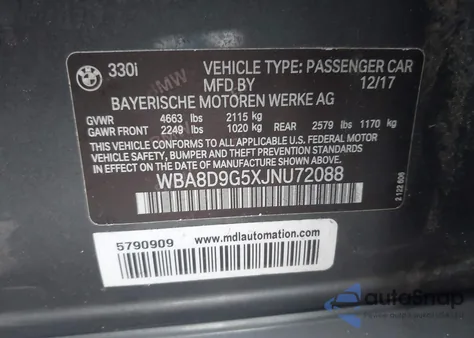 330i VEHICLE TYPE: PASSENGER CAR
MFD BY 12/17
BAYERISCHE MOTOREN WERKE AG
GVWR 4663 lbs 2115 kg
GAWR FRONT 2249 lbs 1020 kg REAR 2579 lbs 1170 kg
THIS VEHICLE CONFORMS TO ALL APPLICABLE U.S. FEDERAL MOTOR
VEHICLE SAFETY, BUMPER AND THEFT PREVENTION STANDARDS
IN EFFECT ON THE DATE OF MANUFACTURE SHOWN ABOVE.
WBA8D9G5XJNU72088
2 122 606
5790909 www.mdlautomation.com
autoSnap